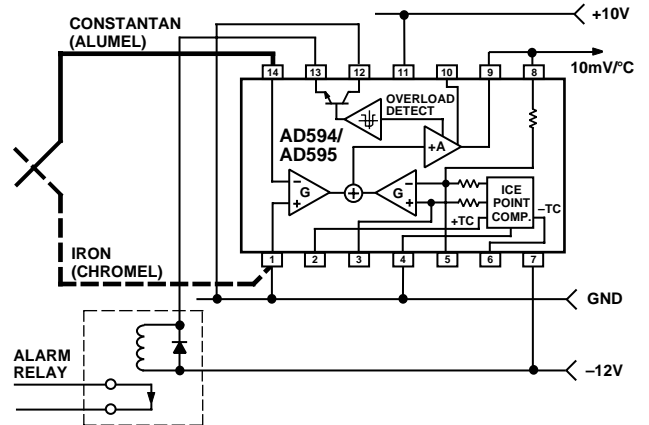 CONSTANTAN
(ALUMEL)
+10V
14 13 12 11 10 9 8
10mV/°C
OVERLOAD
DETECT
AD594/
AD595
+A
–
+
G
+
G
–
+
ICE
POINT
COMP.
–TC
+TC
IRON
(CHROMEL)
1 2 3 4 5 6 7
GND
ALARM
RELAY
–12V